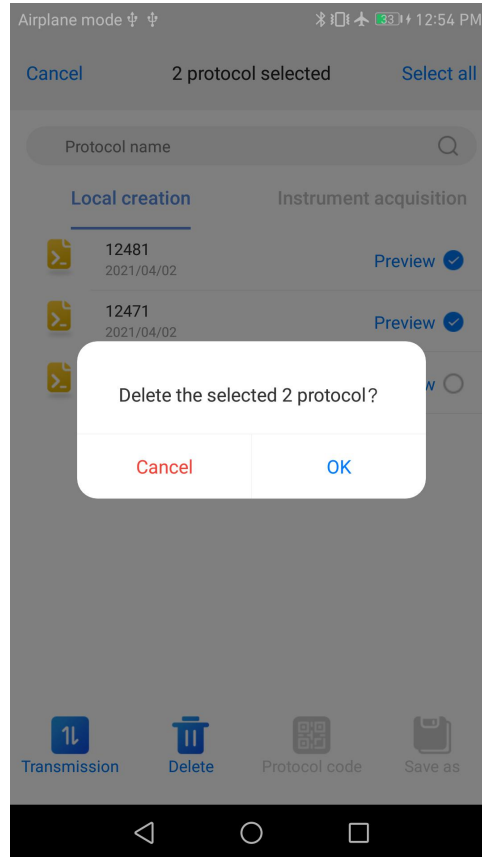 Airplane mode 33 12:54 PM
Cancel 2 protocol selected Select all
Protocol name
Local creation Instrument acquisition
12481
2021/04/02
Preview
12471
2021/04/02
Preview
w
Delete the selected 2 protocol?
Cancel OK
Transmission Delete Protocol code Save as